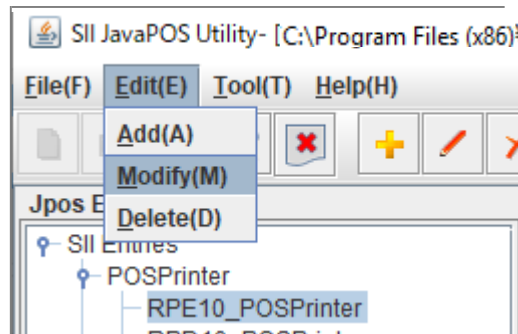 SII JavaPOS Utility- [C:\Program Files (x86)
File(F) Edit(E) Tool(T) Help(H)
Add(A)
Modify(M)
Delete(D)
Jpos E
SII Entries
POSPrinter
RPE10_POSPrinter